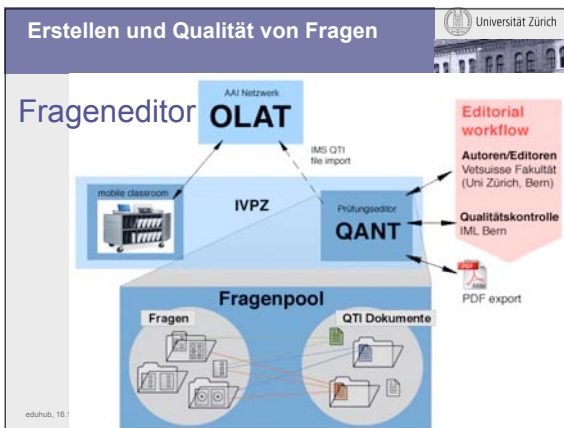 Erstellen und Qualität von Fragen
Universität Zürich
Frageneditor
AAI Netzwerk
OLAT
IMS QTI
file import
Editorial
workflow
Autoren/Editoren
Vetsuisse Fakultät
(Uni Zürich, Bern)
Qualitätskontrolle
IML Bern
mobile classroom
IVPZ
Prüfungseditor
QANT
PDF
PDF export
Fragenpool
Fragen
QTI Dokumente
eduhub, 16.